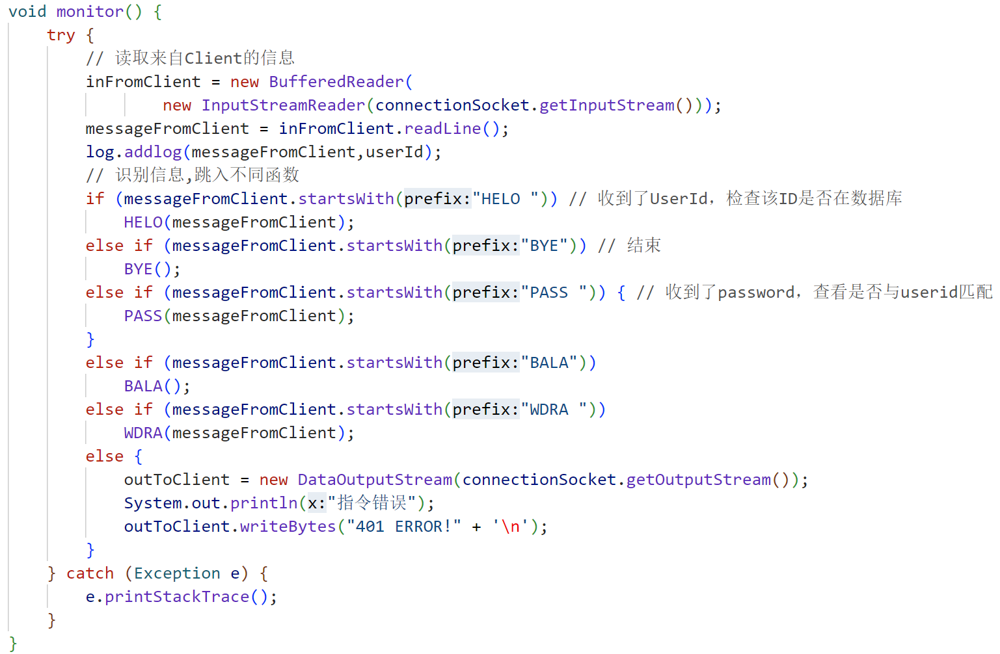 void monitor() {
try {
// 读取来自Client的信息
inFromClient = new BufferedReader(
new InputStreamReader(connectionSocket.getInputStream()));
messageFromClient = inFromClient.readLine();
log.addlog(messageFromClient,userId);
// 识别信息,跳入不同函数
if (messageFromClient.startsWith(prefix:"HELO ")) // 收到了UserId，检查该ID是否在数据库
HELO(messageFromClient);
else if (messageFromClient.startsWith(prefix:"BYE")) // 结束
BYE();
else if (messageFromClient.startsWith(prefix:"PASS ")) { // 收到了password，查看是否与userid匹配
PASS(messageFromClient);
}
else if (messageFromClient.startsWith(prefix:"BALA"))
BALA();
else if (messageFromClient.startsWith(prefix:"WDRA "))
WDRA(messageFromClient);
else {
outToClient = new DataOutputStream(connectionSocket.getOutputStream());
System.out.println(x:"指令错误");
outToClient.writeBytes("401 ERROR!" + '\n');
}
} catch (Exception e) {
e.printStackTrace();
}
}